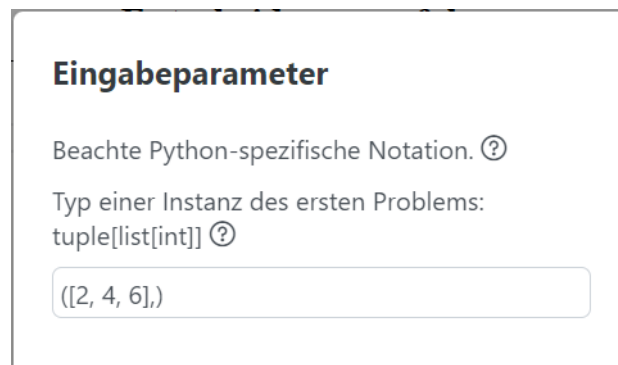 Eingabeparameter
Beachte Python-spezifische Notation. ?
Typ einer Instanz des ersten Problems:
tuple[list[int]] ?
([2, 4, 6],)